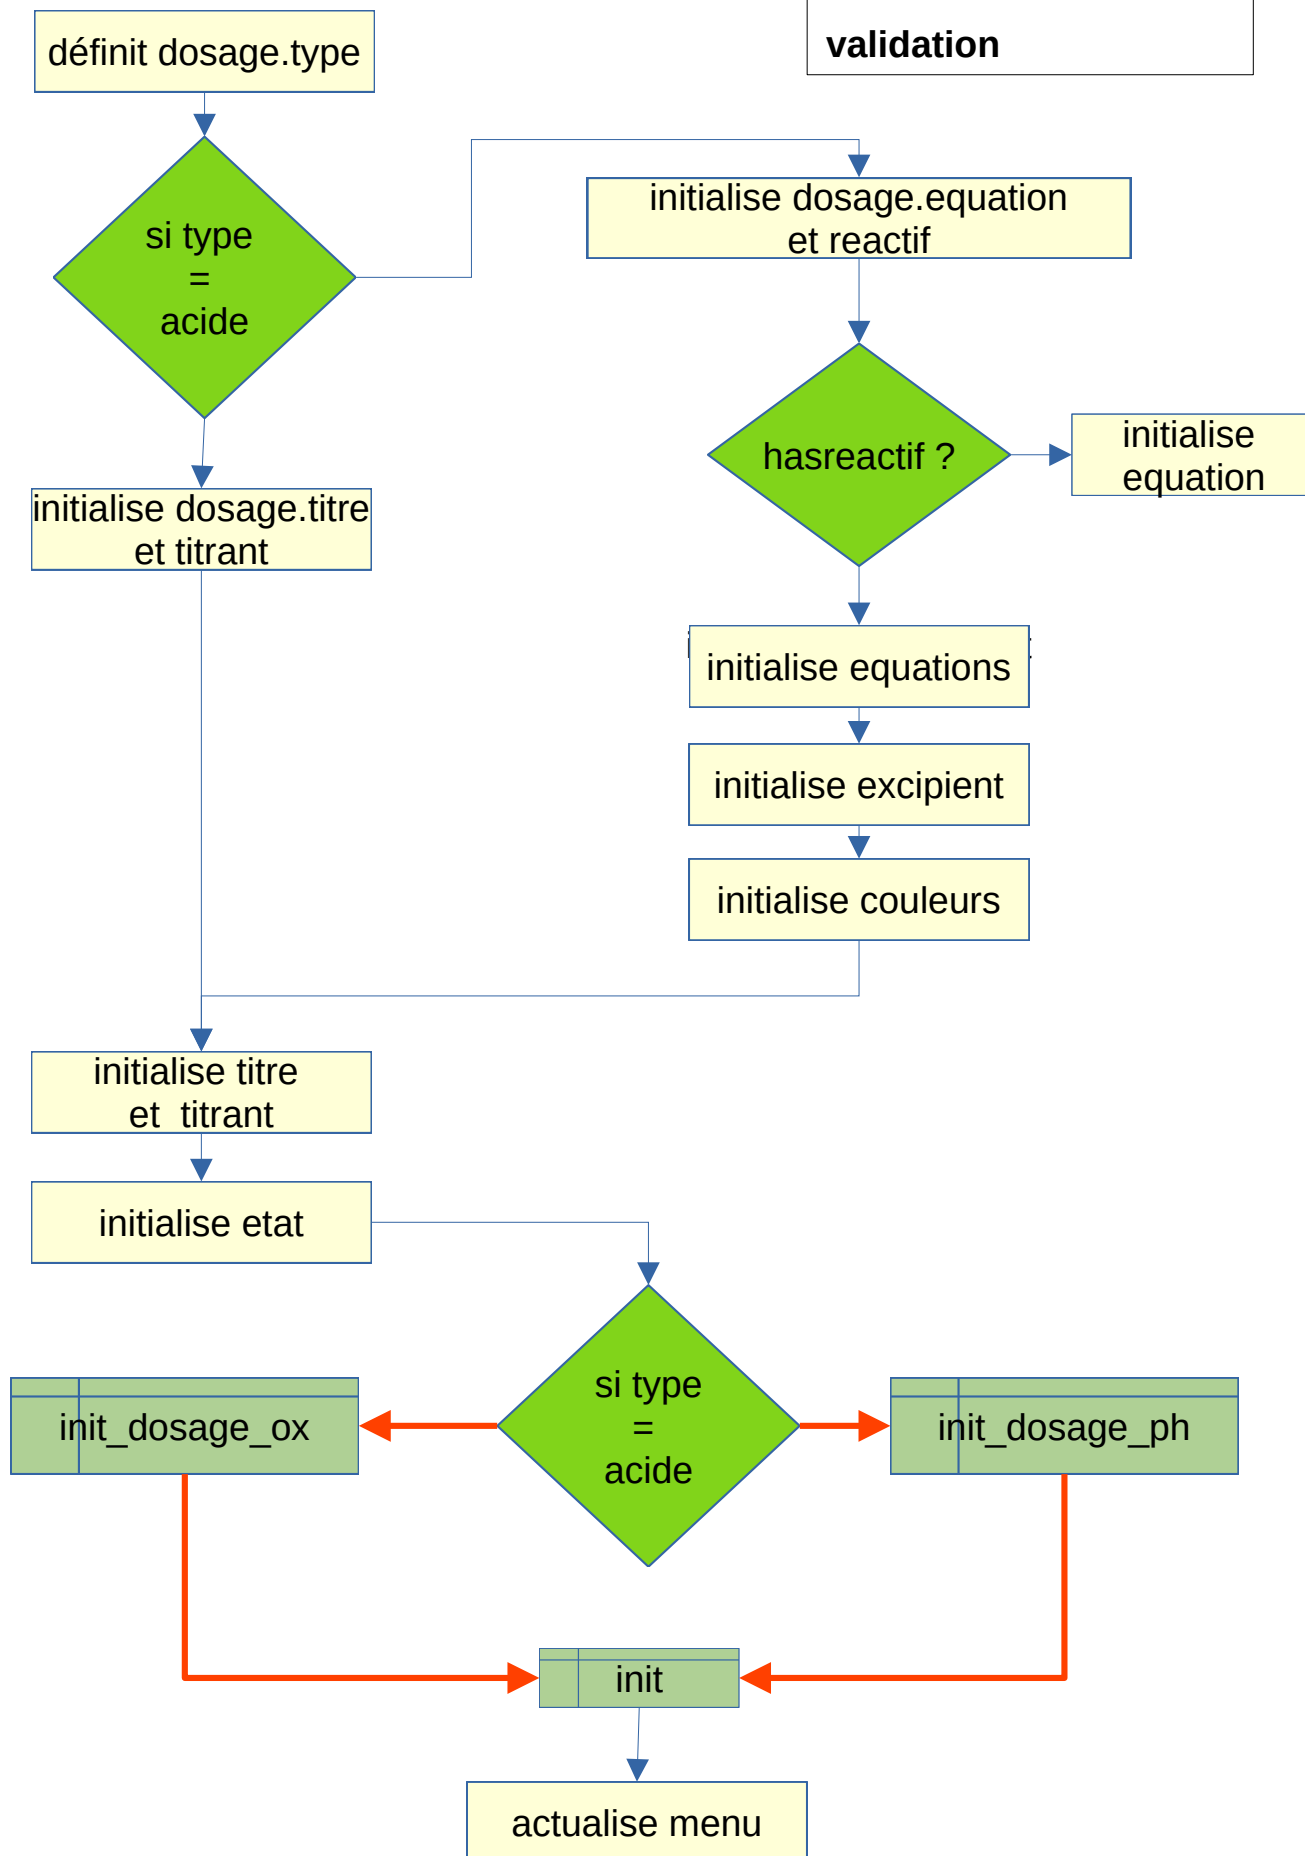 validation
définit dosage.type
si type
=
acide
initialise dosage.equation
et reactif
hasreactif ?
initialise
equation
initialise dosage.titre
et titrant
initialise equations
initialise excipient
initialise couleurs
initialise titre
et titrant
initialise etat
si type
=
acide
init_dosage_ox
init_dosage_ph
init
actualise menu